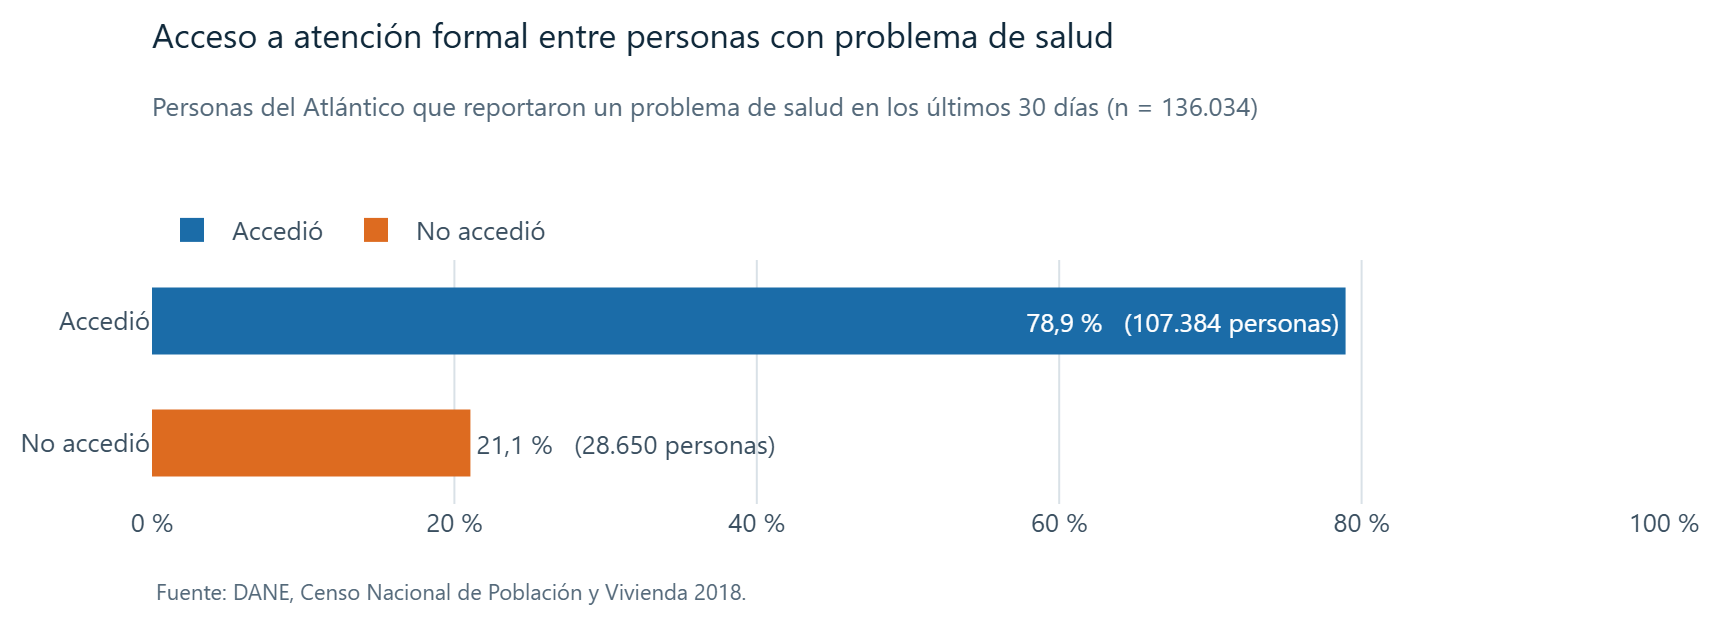 Acceso a atención formal entre personas con problema de salud
Personas del Atlántico que reportaron un problema de salud en los últimos 30 días (n = 136.034)
Accedió No accedió
Accedió 78,9 % (107.384 personas)
No accedió 21,1 % (28.650 personas)
0 % 20 % 40 % 60 % 80 % 100 %
Fuente: DANE, Censo Nacional de Población y Vivienda 2018.